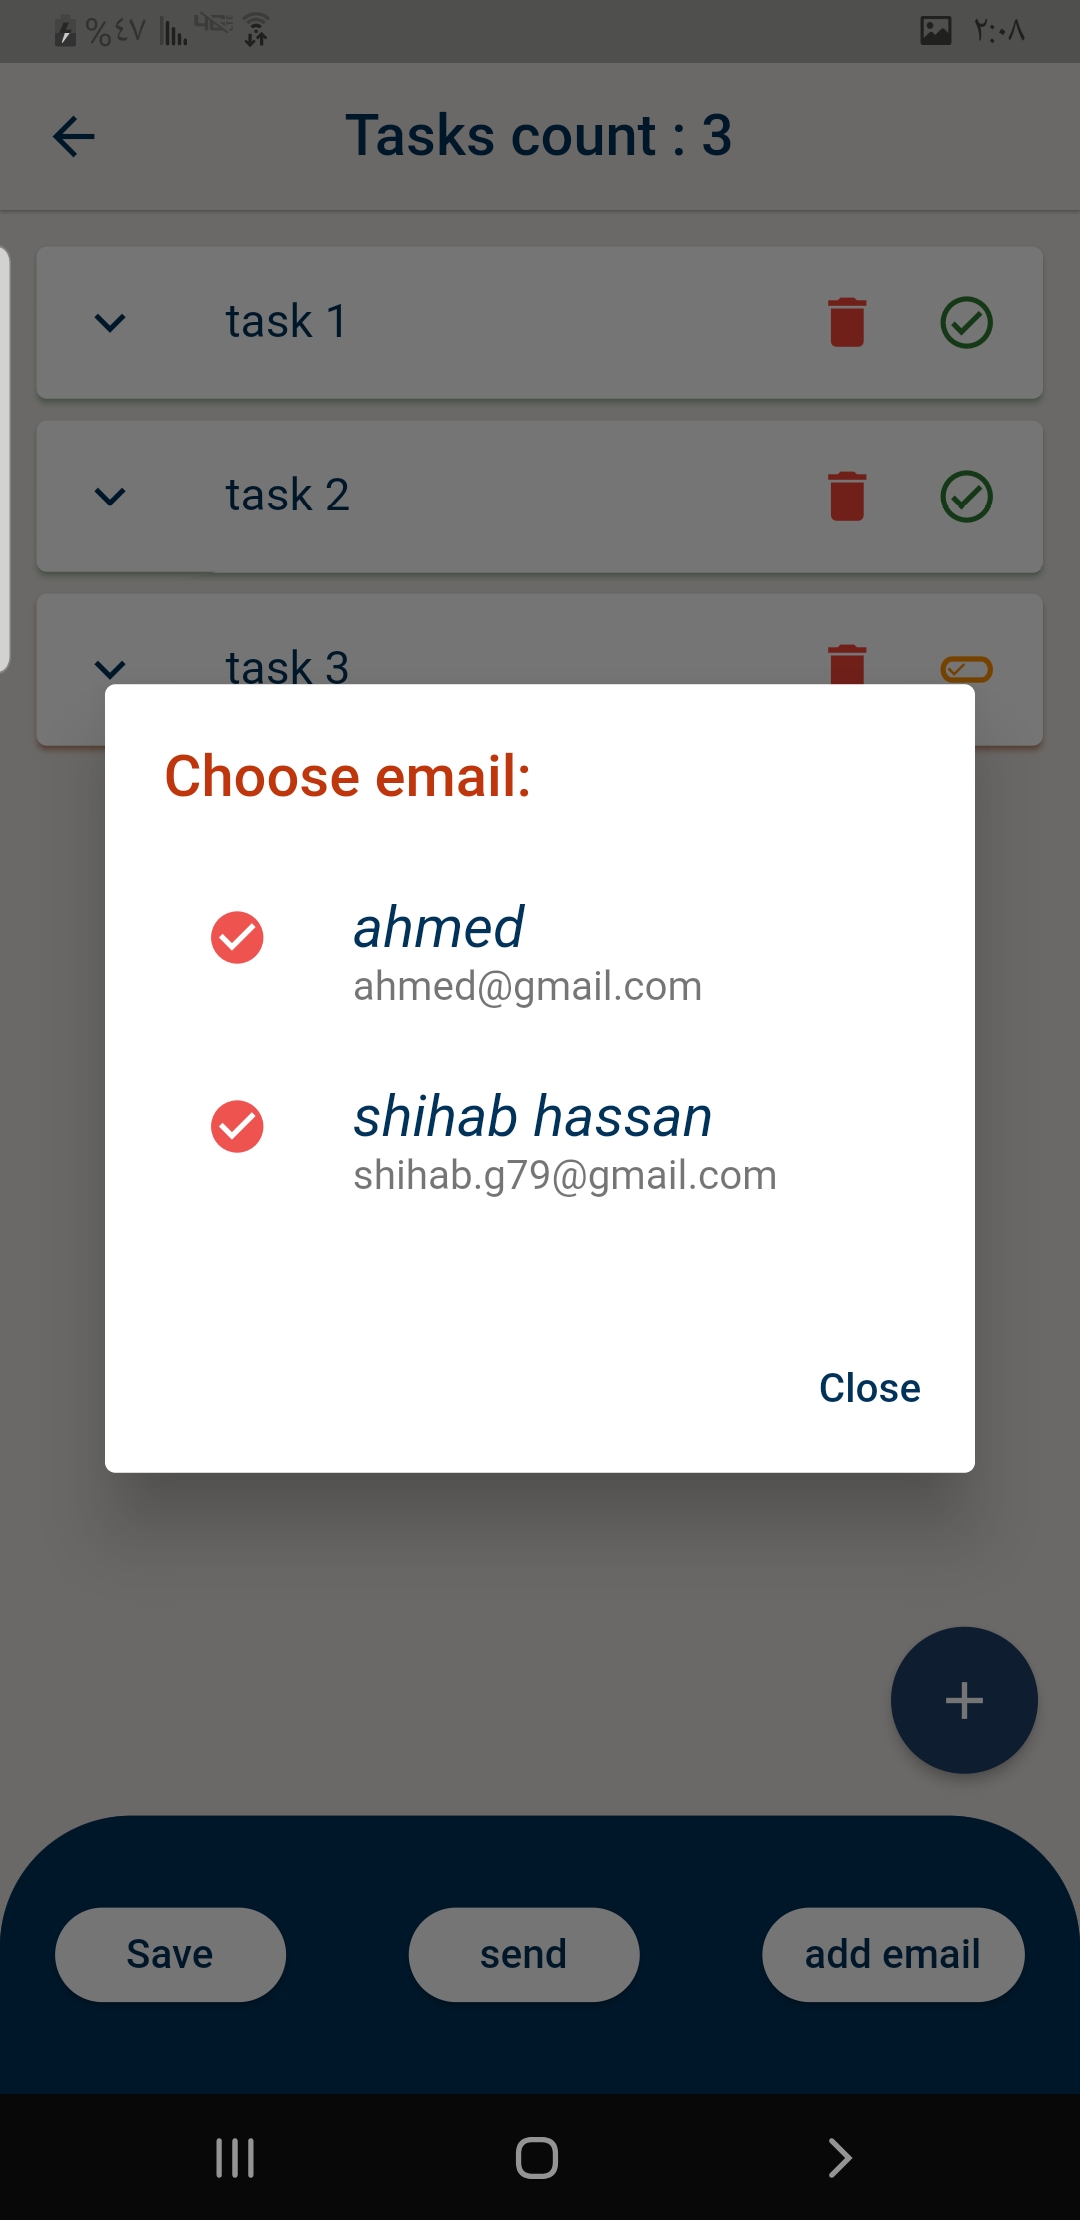 %٤٧ ٢:٠٨
Tasks count : 3
task 1
task 2
task 3
Choose email:
ahmed
ahmed@gmail.com
shihab hassan
shihab.g79@gmail.com
Close
Save send add email